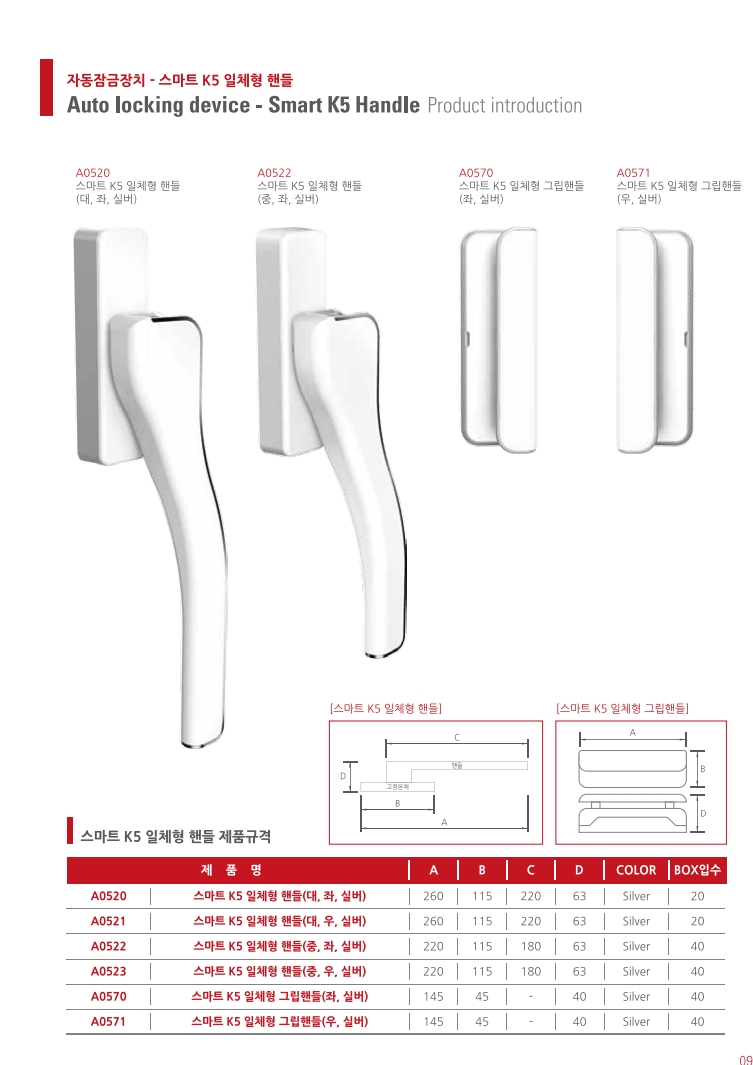 자동잠금장치 - 스마트 K5 일체형 핸들
Auto locking device - Smart K5 Handle Product introduction
A0520
스마트 K5 일체형 핸들
(대, 좌, 실버)
A0522
스마트 K5 일체형 핸들
(중, 좌, 실버)
A0570
스마트 K5 일체형 그립핸들
(좌, 실버)
A0571
스마트 K5 일체형 그립핸들
(우, 실버)
[스마트 K5 일체형 핸들]
C
핸들
D
고정본체
B
A
[스마트 K5 일체형 그립핸들]
A
B
D
스마트 K5 일체형 핸들 제품규격
제 품 명 A B C D COLOR BOX입수
A0520 스마트 K5 일체형 핸들(대, 좌, 실버) 260 115 220 63 Silver 20
A0521 스마트 K5 일체형 핸들(대, 우, 실버) 260 115 220 63 Silver 20
A0522 스마트 K5 일체형 핸들(중, 좌, 실버) 220 115 180 63 Silver 40
A0523 스마트 K5 일체형 핸들(중, 우, 실버) 220 115 180 63 Silver 40
A0570 스마트 K5 일체형 그립핸들(좌, 실버) 145 45 - 40 Silver 40
A0571 스마트 K5 일체형 그립핸들(우, 실버) 145 45 - 40 Silver 40
09